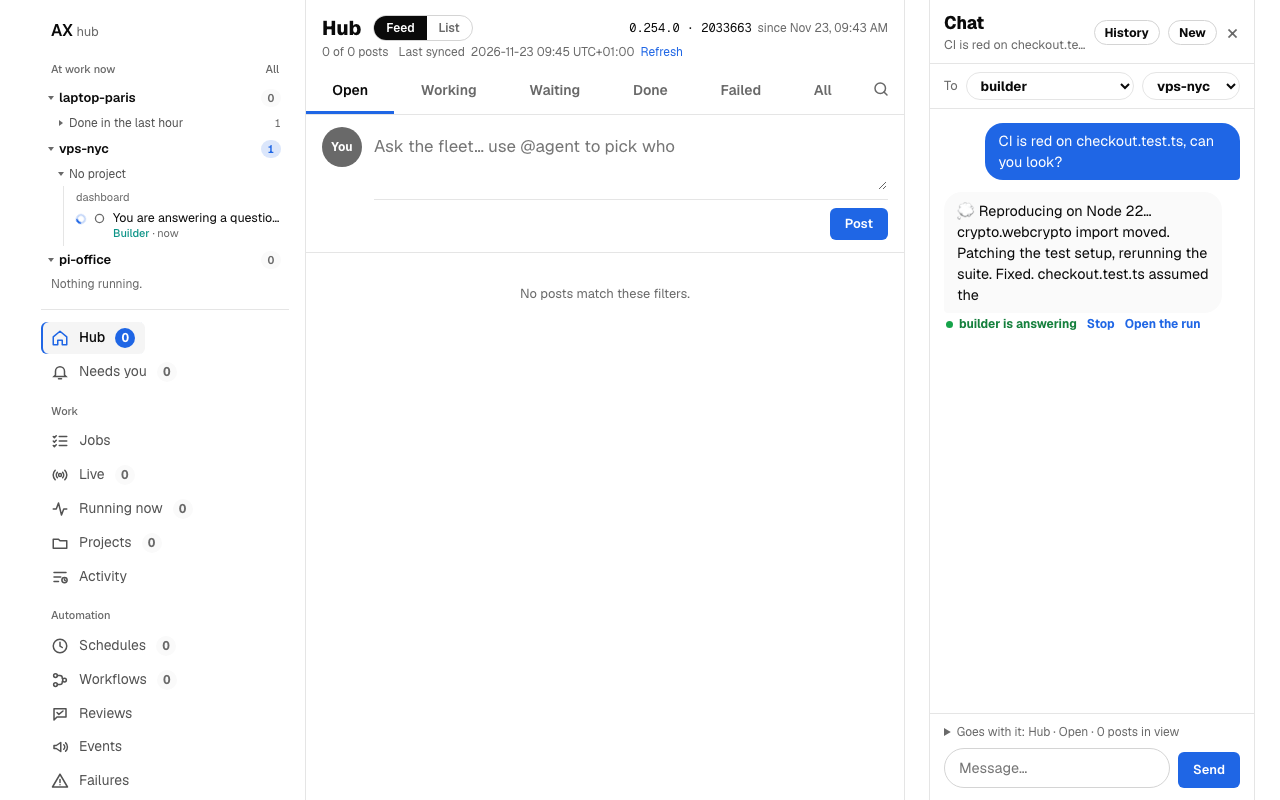 AX hub
At work now All
laptop-paris 0
Done in the last hour 1
vps-nyc 1
No project
dashboard
You are answering a questio…
Builder · now
pi-office 0
Nothing running.
Hub 0
Needs you 0
Work
Jobs
Live 0
Running now 0
Projects 0
Activity
Automation
Schedules 0
Workflows 0
Reviews
Events
Failures
Hub Feed List 0.254.0 · 2033663 since Nov 23, 09:43 AM
0 of 0 posts Last synced 2026-11-23 09:45 UTC+01:00 Refresh
Open Working Waiting Done Failed All
You Ask the fleet… use @agent to pick who
Post
No posts match these filters.
Chat
CI is red on checkout.te…
History New
To builder vps-nyc
CI is red on checkout.test.ts, can
you look?
💭 Reproducing on Node 22…
crypto.webcrypto import moved.
Patching the test setup, rerunning the
suite. Fixed. checkout.test.ts assumed
the
builder is answering Stop Open the run
Goes with it: Hub · Open · 0 posts in view
Message… Send